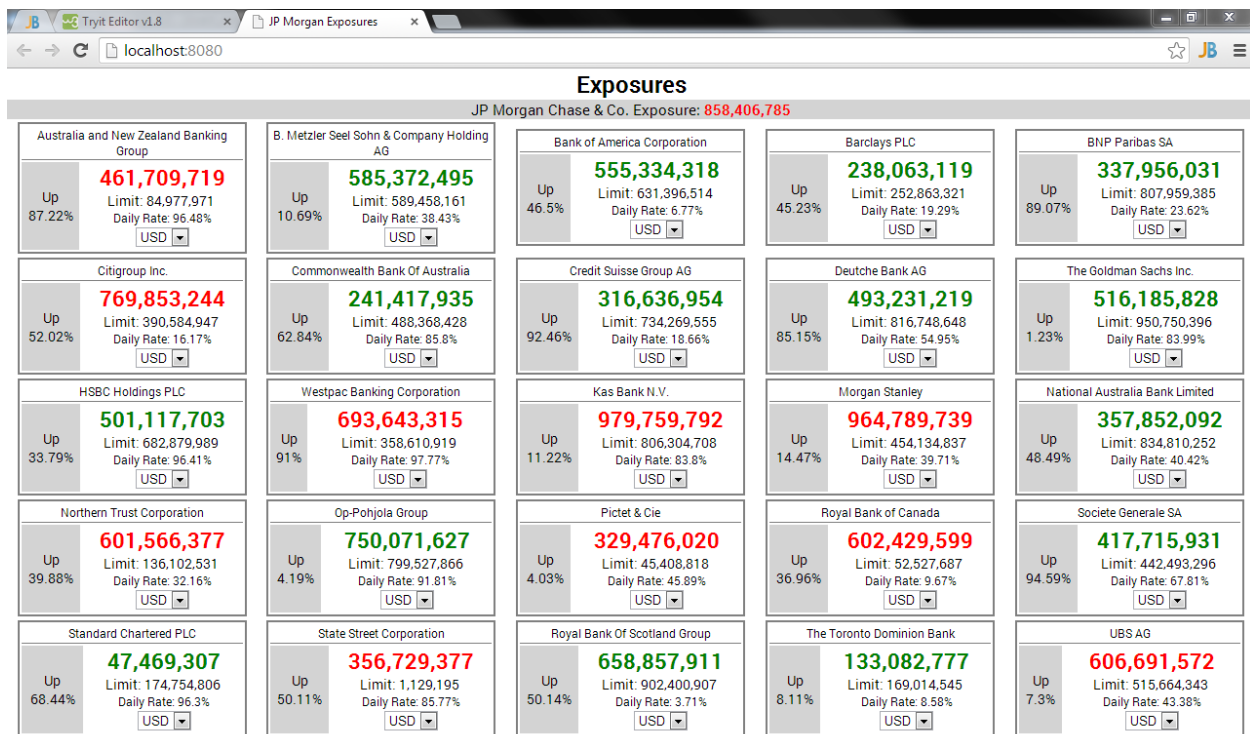 JB
Tryit Editor v1.8
JP Morgan Exposures
localhost:8080
JB
Exposures
JP Morgan Chase & Co. Exposure: 858,406,785
Australia and New Zealand Banking
Group
Up
87.22%
461,709,719
Limit: 84,977,971
Daily Rate: 96.48%
USD
B. Metzler Seel Sohn & Company Holding
AG
Up
10.69%
585,372,495
Limit: 589,458,161
Daily Rate: 38.43%
USD
Bank of America Corporation
Up
46.5%
555,334,318
Limit: 631,396,514
Daily Rate: 6.77%
USD
Barclays PLC
Up
45.23%
238,063,119
Limit: 252,863,321
Daily Rate: 19.29%
USD
BNP Paribas SA
Up
89.07%
337,956,031
Limit: 807,959,385
Daily Rate: 23.62%
USD
Citigroup Inc.
Up
52.02%
769,853,244
Limit: 390,584,947
Daily Rate: 16.17%
USD
Commonwealth Bank Of Australia
Up
62.84%
241,417,935
Limit: 488,368,428
Daily Rate: 85.8%
USD
Credit Suisse Group AG
Up
92.46%
316,636,954
Limit: 734,269,555
Daily Rate: 18.66%
USD
Deutche Bank AG
Up
85.15%
493,231,219
Limit: 816,748,648
Daily Rate: 54.95%
USD
The Goldman Sachs Inc.
Up
1.23%
516,185,828
Limit: 950,750,396
Daily Rate: 83.99%
USD
HSBC Holdings PLC
Up
33.79%
501,117,703
Limit: 682,879,989
Daily Rate: 96.41%
USD
Westpac Banking Corporation
Up
91%
693,643,315
Limit: 358,610,919
Daily Rate: 97.77%
USD
Kas Bank N.V.
Up
11.22%
979,759,792
Limit: 806,304,708
Daily Rate: 83.8%
USD
Morgan Stanley
Up
14.47%
964,789,739
Limit: 454,134,837
Daily Rate: 39.71%
USD
National Australia Bank Limited
Up
48.49%
357,852,092
Limit: 834,810,252
Daily Rate: 40.42%
USD
Northern Trust Corporation
Up
39.88%
601,566,377
Limit: 136,102,531
Daily Rate: 32.16%
USD
Op-Pohjola Group
Up
4.19%
750,071,627
Limit: 799,527,866
Daily Rate: 91.81%
USD
Pictet & Cie
Up
4.03%
329,476,020
Limit: 45,408,818
Daily Rate: 45.89%
USD
Royal Bank of Canada
Up
36.96%
602,429,599
Limit: 52,527,687
Daily Rate: 9.67%
USD
Societe Generale SA
Up
94.59%
417,715,931
Limit: 442,493,296
Daily Rate: 67.81%
USD
Standard Chartered PLC
Up
68.44%
47,469,307
Limit: 174,754,806
Daily Rate: 96.3%
USD
State Street Corporation
Up
50.11%
356,729,377
Limit: 1,129,195
Daily Rate: 85.77%
USD
Royal Bank Of Scotland Group
Up
50.14%
658,857,911
Limit: 902,400,907
Daily Rate: 3.71%
USD
The Toronto Dominion Bank
Up
8.11%
133,082,777
Limit: 169,014,545
Daily Rate: 8.58%
USD
UBS AG
Up
7.3%
606,691,572
Limit: 515,664,343
Daily Rate: 43.38%
USD